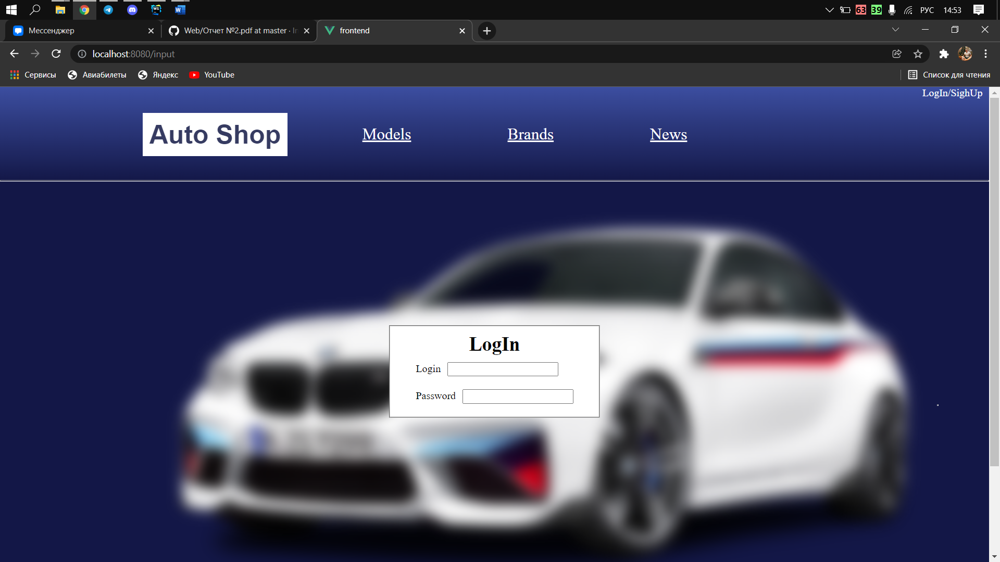 63 39 РУС 14:53
Мессенджер
Web/Отчет №2.pdf at master · In
frontend
localhost:8080/input
Сервисы Авиабилеты Яндекс YouTube Список для чтения
LogIn/SighUp
Auto Shop Models Brands News
LogIn
Login
Password